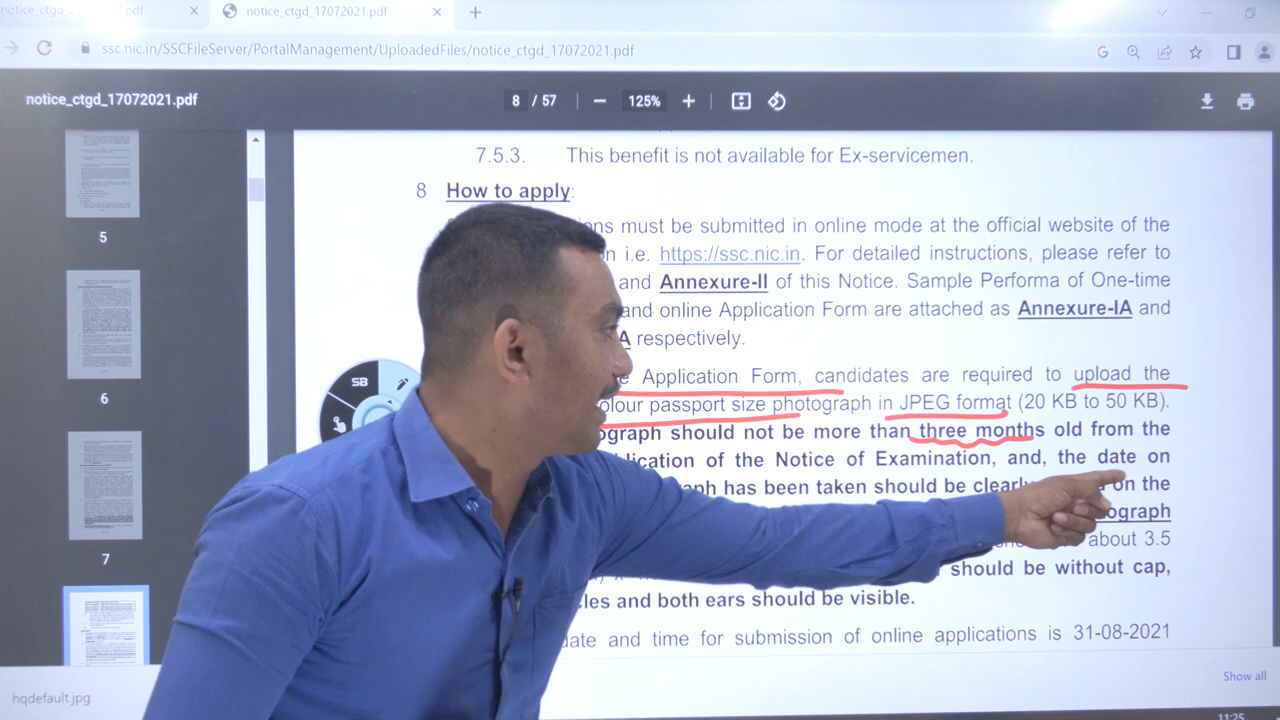 notice_ctgd_ pdf
notice_ctgd_17072021.pdf
ssc.nic.in/SSCFileServer/PortalManagement/UploadedFiles/notice_ctgd_17072021.pdf
notice_ctgd_17072021.pdf
8 / 57
125%
7.5.3. This benefit is not available for Ex-servicemen.
8 How to apply:
ns must be submitted in online mode at the official website of the
n i.e. https://ssc.nic.in. For detailed instructions, please refer to
and Annexure-II of this Notice. Sample Performa of One-time
and online Application Form are attached as Annexure-IA and
A respectively.
e Application Form, candidates are required to upload the
olour passport size photograph in JPEG format (20 KB to 50 KB).
ograph should not be more than three months old from the
lication of the Notice of Examination, and, the date on
ph has been taken should be clearly on the
ograph
about 3.5
should be without cap,
les and both ears should be visible.
ate and time for submission of online applications is 31-08-2021
5
6
7
SB
hqdefault.jpg
Show all
11:25